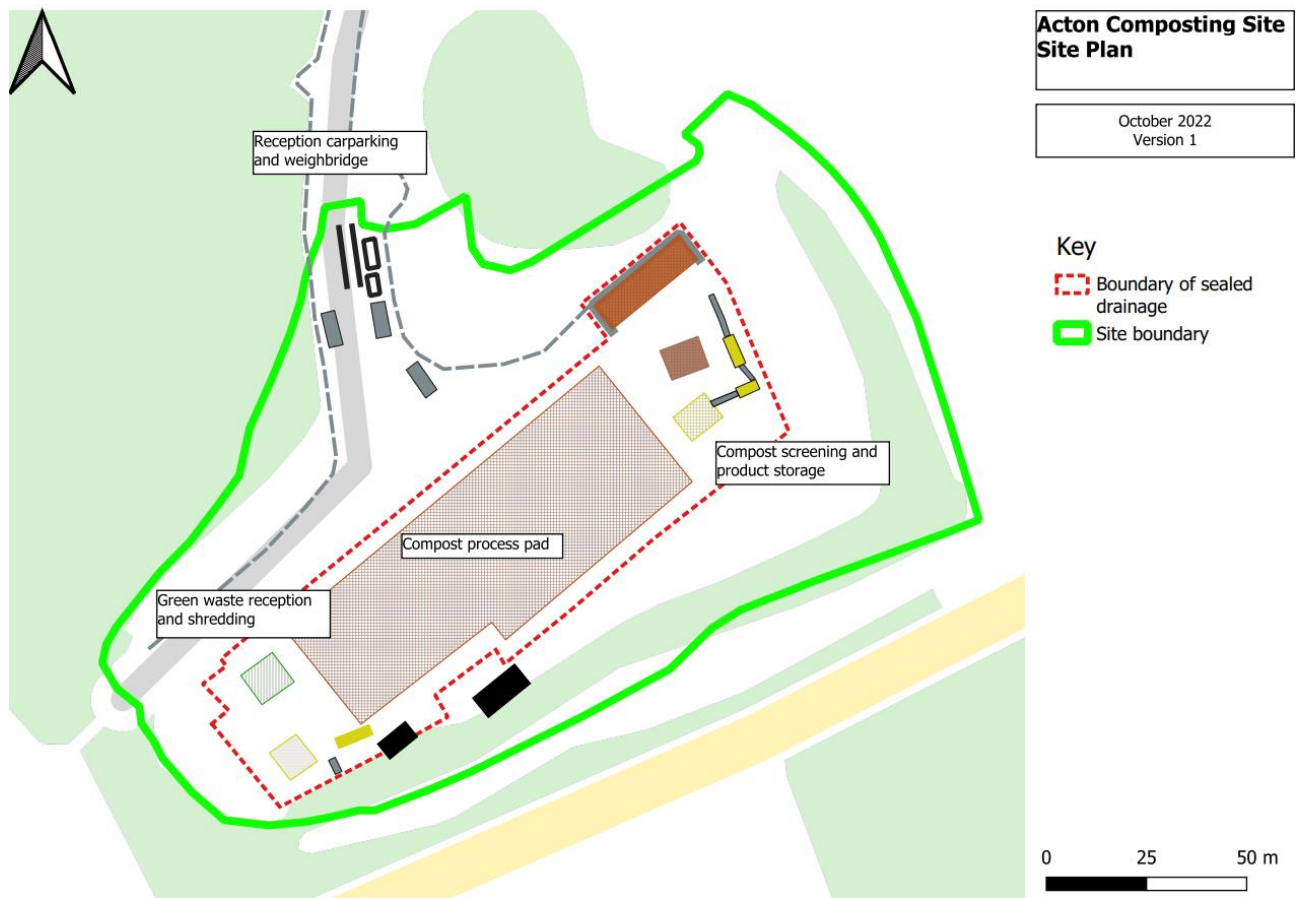 Acton Composting Site
Site Plan
October 2022
Version 1
Reception carparking
and weighbridge
Key
Boundary of sealed
drainage
Site boundary
Compost screening and
product storage
Compost process pad
Green waste reception
and shredding
0 25 50 m